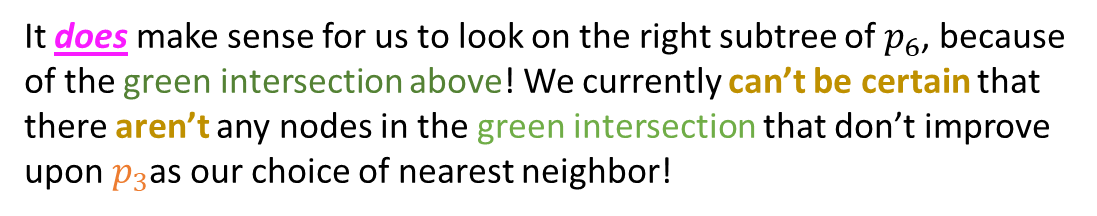 It does make sense for us to look on the right subtree of p₆, because
of the green intersection above! We currently can't be certain that
there aren't any nodes in the green intersection that don't improve
upon p₃ as our choice of nearest neighbor!